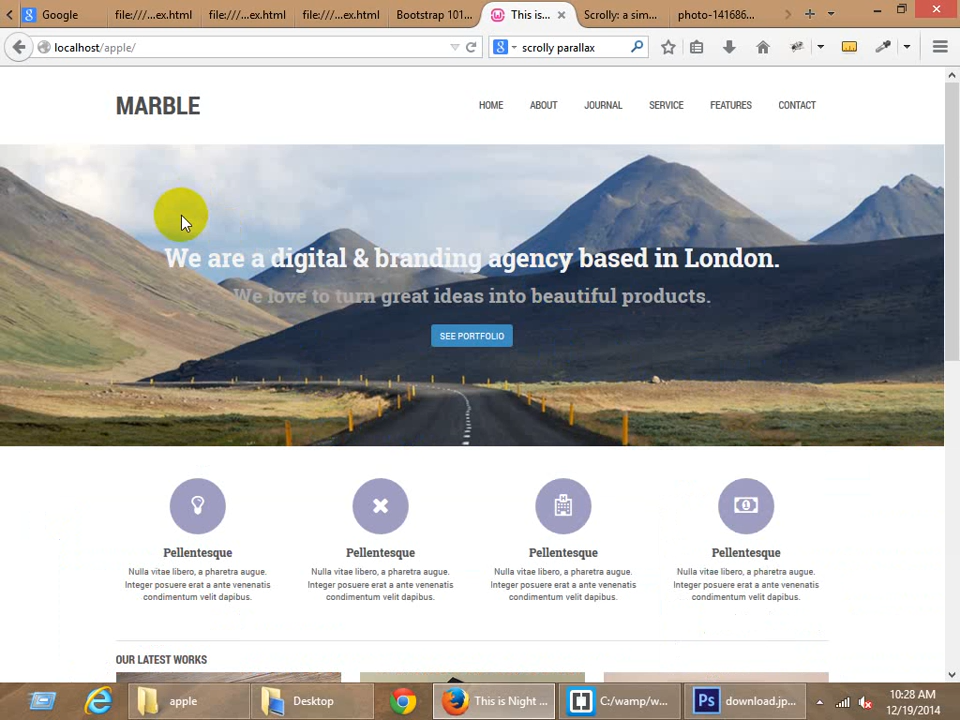 Google
file:///...ex.html
file:///...ex.html
file:///...ex.html
Bootstrap 101...
This is...
Scrolly: a sim...
photo-141686...
localhost/apple/
scrolly parallax
MARBLE
HOME
ABOUT
JOURNAL
SERVICE
FEATURES
CONTACT
We are a digital & branding agency based in London.
We love to turn great ideas into beautiful products.
SEE PORTFOLIO
Pellentesque
Nulla vitae libero, a pharetra augue.
Integer posuere erat a ante venenatis
condimentum velit dapibus.
Pellentesque
Nulla vitae libero, a pharetra augue.
Integer posuere erat a ante venenatis
condimentum velit dapibus.
Pellentesque
Nulla vitae libero, a pharetra augue.
Integer posuere erat a ante venenatis
condimentum velit dapibus.
Pellentesque
Nulla vitae libero, a pharetra augue.
Integer posuere erat a ante venenatis
condimentum velit dapibus.
OUR LATEST WORKS
apple
Desktop
This is Night ...
C:/wamp/w...
Ps
download.jp...
10:28 AM
12/19/2014